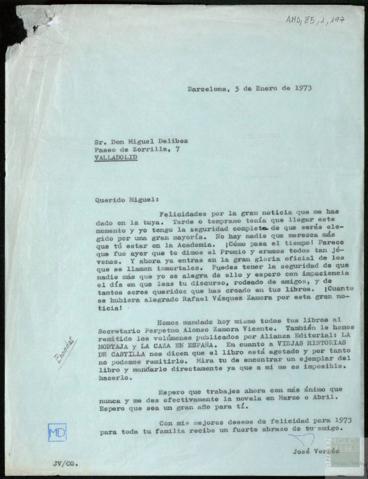 AMD,85,1,197
Barcelona, 5 de Enero de 1973
Sr. Don Miguel Delibes
Paseo de Zorrilla, 7
VALLADOLID
Querido Miguel:
Felicidades por la gran noticia que me has
dado en la tuya. Tarde o temprano tenía que llegar este
momento y yo tengo la seguridad completa de que serás ele-
gido por una gran mayoría. No hay nadie que merezca más
que tú estar en la Academia. ¡Cómo pasa el tiempo! Parece
que fue ayer que te dimos el Premio y eramos todos tan jó-
venes. Y ahora ya entras en la gran gloria oficial de los
que se llaman inmortales. Puedes tener la seguridad de que
nadie más que yo se alegra de ello y espero con impaciencia
el día en que leas tu discurso, rodeado de amigos, y de
tantos seres queridos que has creado en tus libros. ¡Cuanto
se hubiera alegrado Rafael Vázquez Zamora por esta gran no-
ticia!
Hemos mandado hoy mismo todos tus libros al
Secretario Perpetuo Alonso Zamora Vicente. También le hemos
remitido los volúmenes publicados por Alianza Editorial: LA
MORTAJA y LA CAZA EN ESPAÑA. En cuanto a VIEJAS HISTORIAS
DE CASTILLA nos dicen que el libro está agotado y por tanto
no podemos remitirlo. Mira tu de encontrar un ejemplar del
libro y mandarlo directamente ya que a mi me es imposible
hacerlo.
Espero que trabajes ahora con más ánimo que
nunca y me des efectivamente la novela en Marzo o Abril.
Espero que sea un gran año para tí.
Con mis mejores deseos de felicidad para 1973
para toda tu familia recibe un fuerte abrazo de tu amigo.
MD
José Vergés
JV/CG.